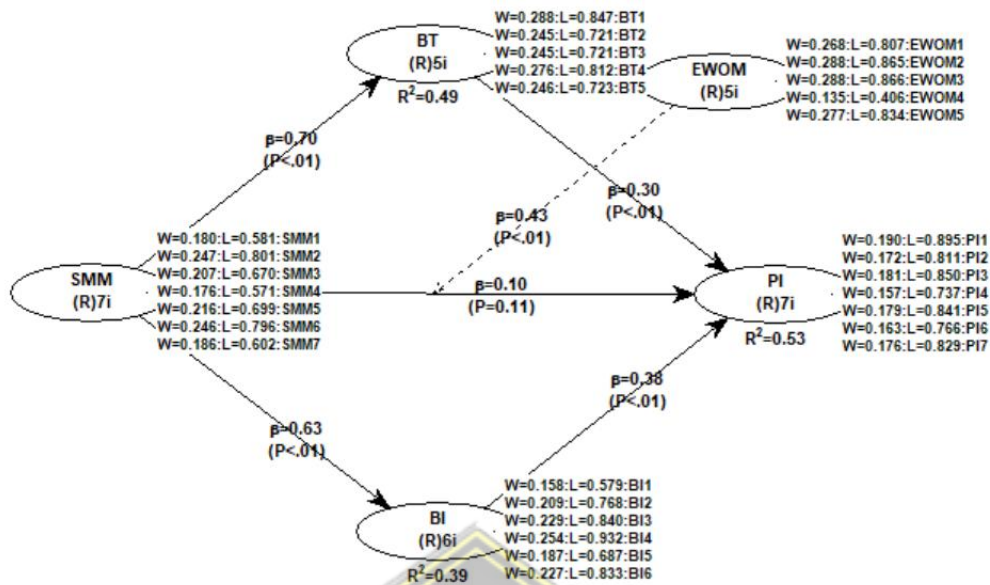 W=0.288:L=0.847:BT1
W=0.245:L=0.721:BT2
W=0.245:L=0.721:BT3
W=0.276:L=0.812:BT4
W=0.246:L=0.723:BT5
BT
(R)5i
R²=0.49
W=0.268:L=0.807:EWOM1
W=0.288:L=0.865:EWOM2
W=0.288:L=0.866:EWOM3
W=0.135:L=0.406:EWOM4
W=0.277:L=0.834:EWOM5
EWOM
(R)5i
β=0.70
(P<.01)
β=0.43
(P<.01)
β=0.30
(P<.01)
W=0.180:L=0.581:SMM1
W=0.247:L=0.801:SMM2
W=0.207:L=0.670:SMM3
W=0.176:L=0.571:SMM4
W=0.216:L=0.699:SMM5
W=0.246:L=0.796:SMM6
W=0.186:L=0.602:SMM7
SMM
(R)7i
β=0.10
(P=0.11)
W=0.190:L=0.895:PI1
W=0.172:L=0.811:PI2
W=0.181:L=0.850:PI3
W=0.157:L=0.737:PI4
W=0.179:L=0.841:PI5
W=0.163:L=0.766:PI6
W=0.176:L=0.829:PI7
PI
(R)7i
R²=0.53
β=0.63
(P<.01)
β=0.38
(P<.01)
W=0.158:L=0.579:BI1
W=0.209:L=0.768:BI2
W=0.229:L=0.840:BI3
W=0.254:L=0.932:BI4
W=0.187:L=0.687:BI5
W=0.227:L=0.833:BI6
BI
(R)6i
R²=0.39